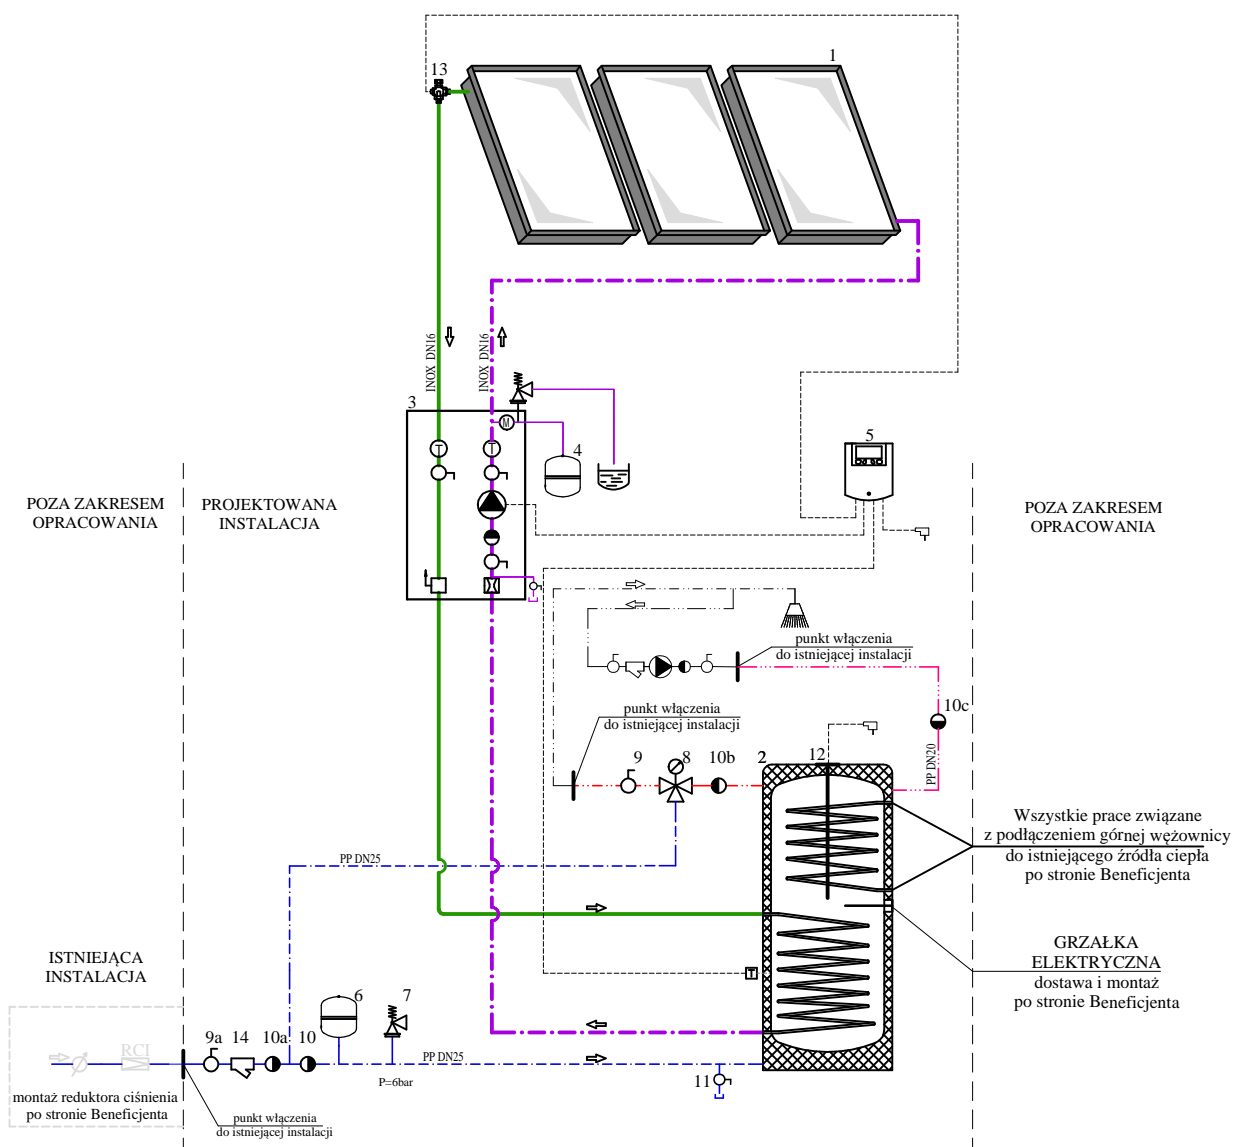 13
1
INOX DN16
INOX DN16
3
M
T
T
4
5
POZA ZAKRESEM
OPRACOWANIA
PROJEKTOWANA
INSTALACJA
POZA ZAKRESEM
OPRACOWANIA
punkt włączenia
do istniejącej instalacji
punkt włączenia
do istniejącej instalacji
10c
PP DN20
9
8
10b
2
12
Wszystkie prace związane
z podłączeniem górnej wężownicy
do istniejącego źródła ciepła
po stronie Beneficjenta
PP DN25
GRZAŁKA
ELEKTRYCZNA
dostawa i montaż
po stronie Beneficjenta
T
ISTNIEJĄCA
INSTALACJA
6
7
9a
14
10a
10
RCI
PP DN25
P=6bar
11
montaż reduktora ciśnienia
po stronie Beneficjenta
punkt włączenia
do istniejącej instalacji